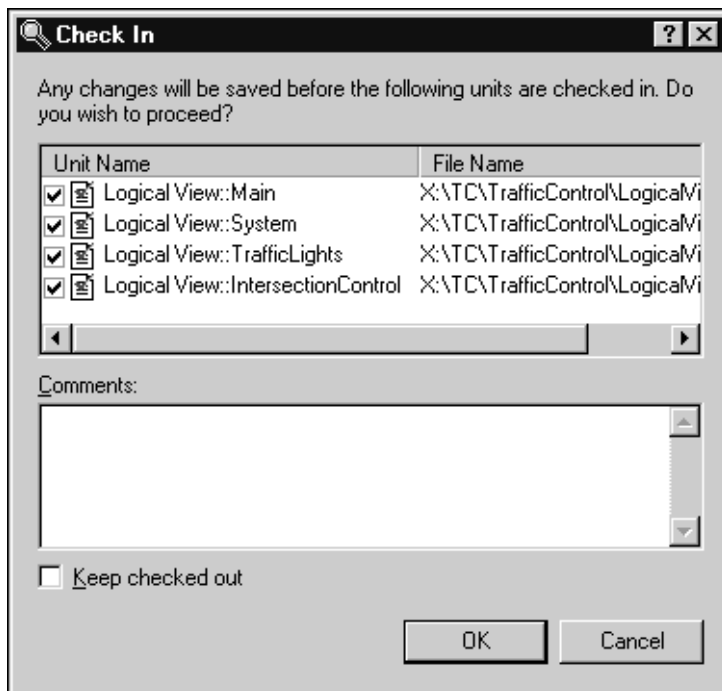 Check In
Any changes will be saved before the following units are checked in. Do
you wish to proceed?
Unit Name File Name
Logical View::Main X:\TC\TrafficControl\LogicalVi
Logical View::System X:\TC\TrafficControl\LogicalVi
Logical View::TrafficLights X:\TC\TrafficControl\LogicalVi
Logical View::IntersectionControl X:\TC\TrafficControl\LogicalVi
Comments:
Keep checked out
OK Cancel